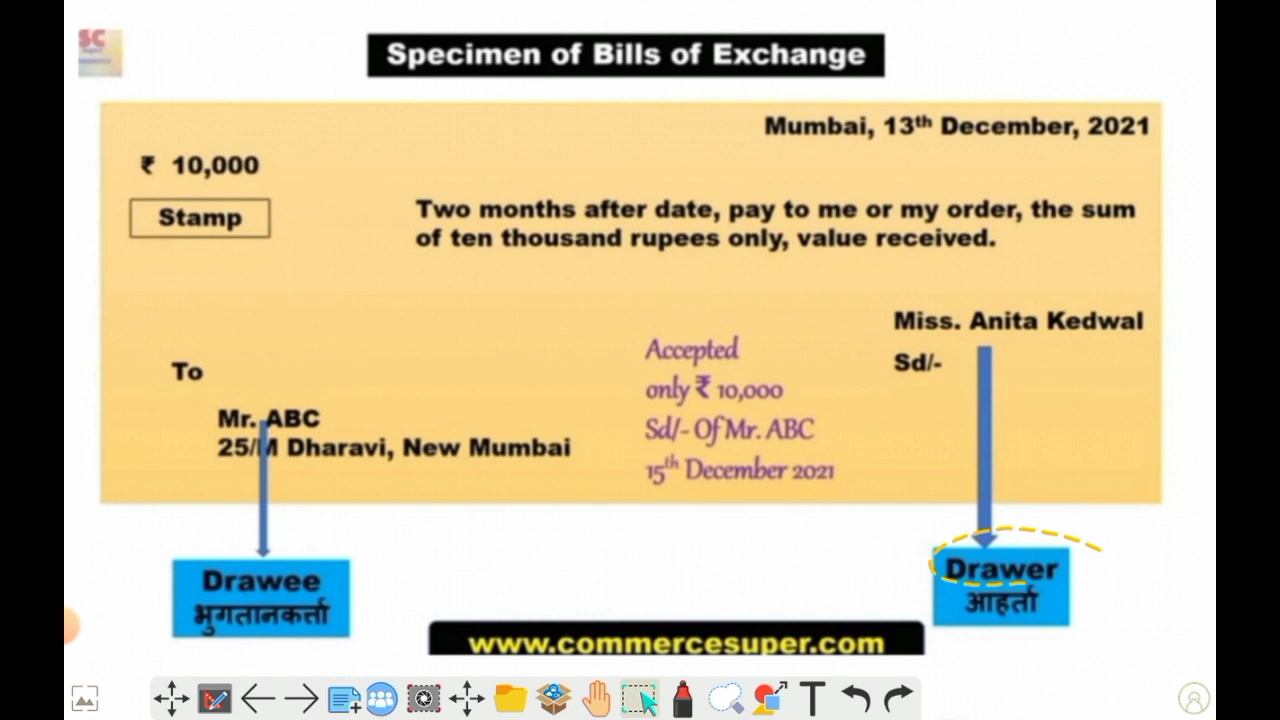 SC
Specimen of Bills of Exchange
Mumbai, 13th December, 2021
₹ 10,000
Stamp
Two months after date, pay to me or my order, the sum
of ten thousand rupees only, value received.
Miss. Anita Kedwal
Sd/-
Accepted
only ₹ 10,000
Sd/- Of Mr. ABC
15th December 2021
To
Mr. ABC
25/M Dharavi, New Mumbai
Drawee
भुगतानकर्त्ता
Drawer
आहर्ता
www.commercesuper.com